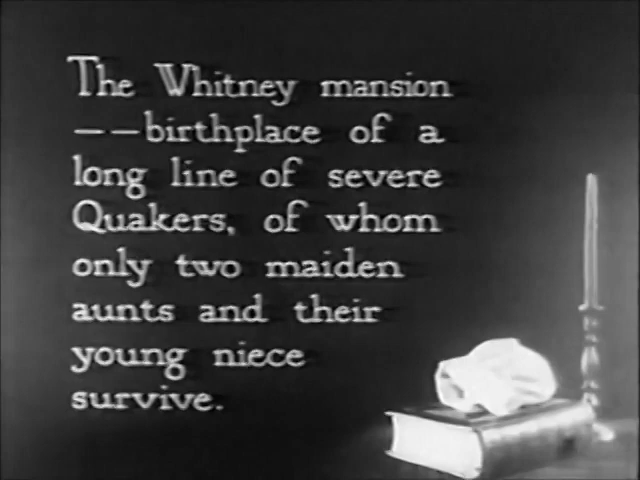 The Whitney mansion
——birthplace of a
long line of severe
Quakers, of whom
only two maiden
aunts and their
young niece
survive.